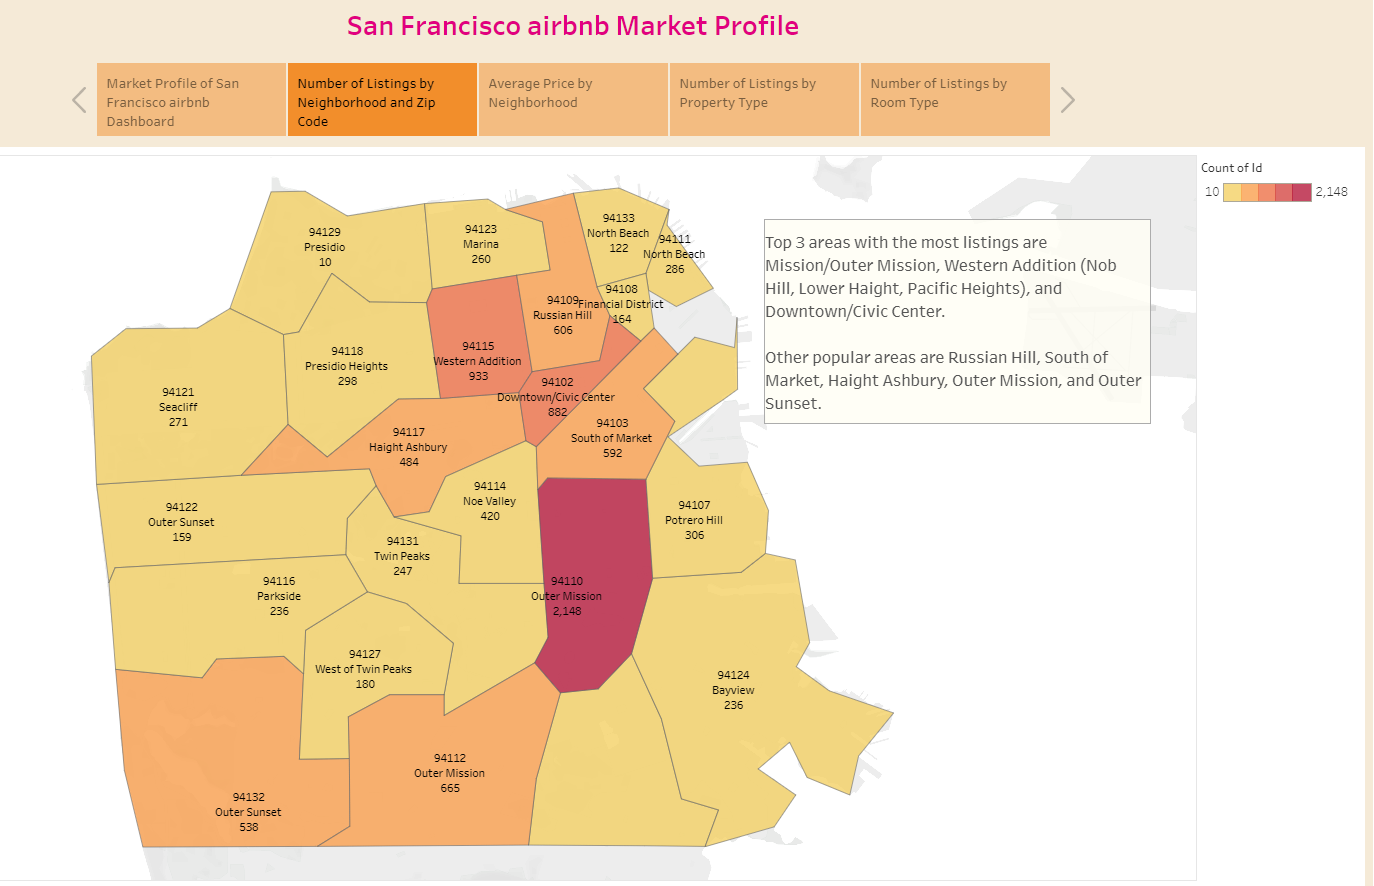 San Francisco airbnb Market Profile
Market Profile of San
Francisco airbnb
Dashboard
Number of Listings by
Neighborhood and Zip
Code
Average Price by
Neighborhood
Number of Listings by
Property Type
Number of Listings by
Room Type
Count of Id
10
2,148
Top 3 areas with the most listings are
Mission/Outer Mission, Western Addition (Nob
Hill, Lower Haight, Pacific Heights), and
Downtown/Civic Center.
Other popular areas are Russian Hill, South of
Market, Haight Ashbury, Outer Mission, and Outer
Sunset.
94129
Presidio
10
94123
Marina
260
94133
North Beach
122
94111
North Beach
286
94108
Financial District
164
94109
Russian Hill
606
94118
Presidio Heights
298
94115
Western Addition
933
94102
Downtown/Civic Center
882
94121
Seacliff
271
94117
Haight Ashbury
484
94103
South of Market
592
94114
Noe Valley
420
94122
Outer Sunset
159
94107
Potrero Hill
306
94131
Twin Peaks
247
94116
Parkside
236
94110
Outer Mission
2,148
94127
West of Twin Peaks
180
94124
Bayview
236
94112
Outer Mission
665
94132
Outer Sunset
538